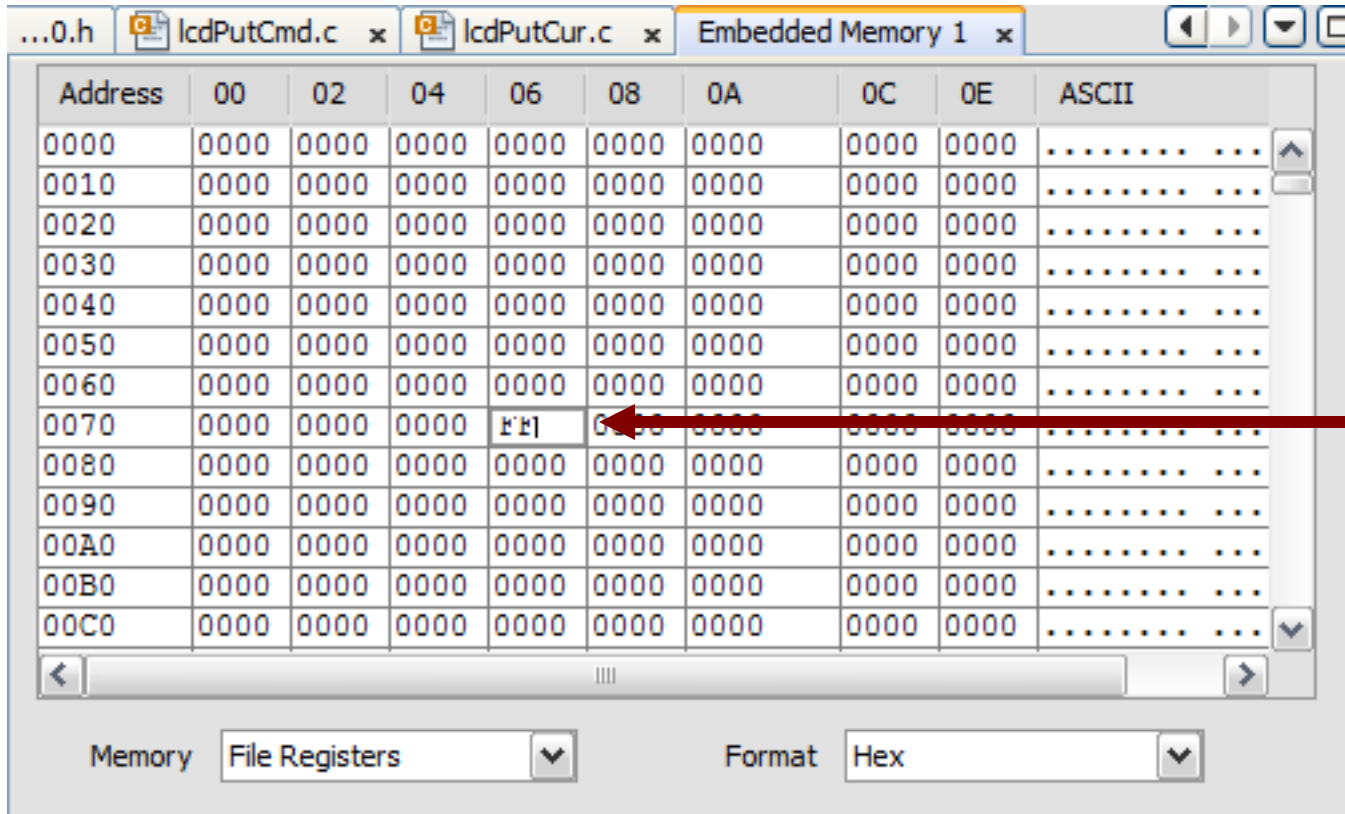 ...0.h lcdPutCmd.c x lcdPutCur.c x Embedded Memory 1 x
Address 00 02 04 06 08 0A 0C 0E ASCII
0000 0000 0000 0000 0000 0000 0000 0000 0000 ........ ...
0010 0000 0000 0000 0000 0000 0000 0000 0000 ........ ...
0020 0000 0000 0000 0000 0000 0000 0000 0000 ........ ...
0030 0000 0000 0000 0000 0000 0000 0000 0000 ........ ...
0040 0000 0000 0000 0000 0000 0000 0000 0000 ........ ...
0050 0000 0000 0000 0000 0000 0000 0000 0000 ........ ...
0060 0000 0000 0000 0000 0000 0000 0000 0000 ........ ...
0070 0000 0000 0000 0000 0000 0000 0000 ........ ...
0080 0000 0000 0000 0000 0000 0000 0000 0000 ........ ...
0090 0000 0000 0000 0000 0000 0000 0000 0000 ........ ...
00A0 0000 0000 0000 0000 0000 0000 0000 0000 ........ ...
00B0 0000 0000 0000 0000 0000 0000 0000 0000 ........ ...
00C0 0000 0000 0000 0000 0000 0000 0000 0000 ........ ...
Memory File Registers Format Hex